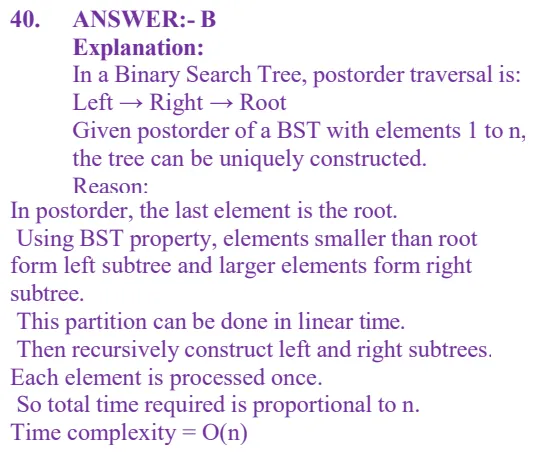 40. ANSWER:- B
Explanation:
In a Binary Search Tree, postorder traversal is:
Left → Right → Root
Given postorder of a BST with elements 1 to n,
the tree can be uniquely constructed.
Reason:
In postorder, the last element is the root.
Using BST property, elements smaller than root
form left subtree and larger elements form right
subtree.
This partition can be done in linear time.
Then recursively construct left and right subtrees.
Each element is processed once.
So total time required is proportional to n.
Time complexity = O(n)